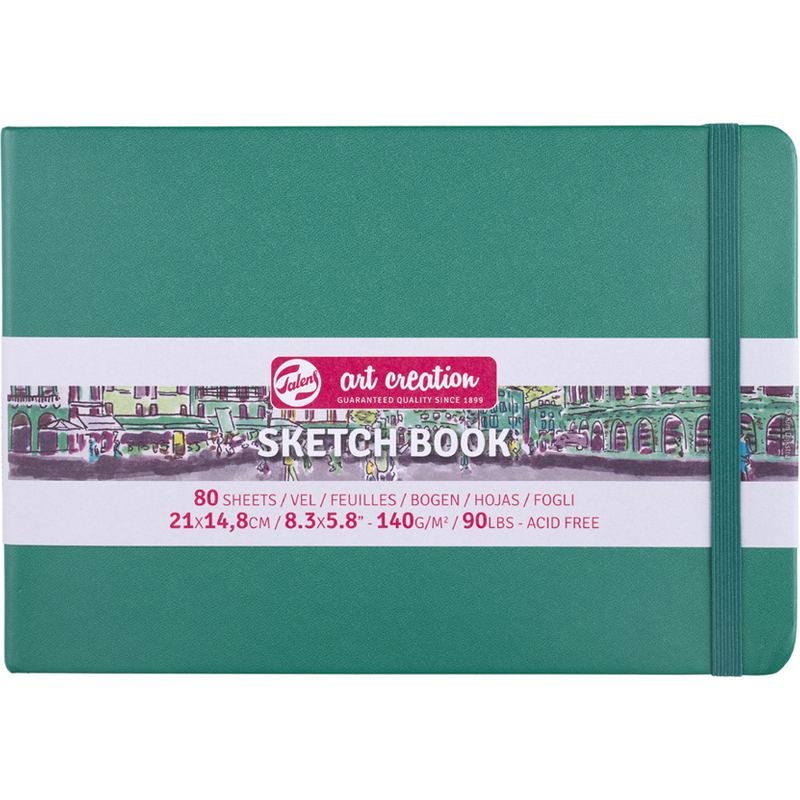 Talens
art creation
GUARANTEED QUALITY SINCE 1899
SKETCH BOOK
80 SHEETS / VEL / FEUILLES / BOGEN / HOJAS / FOGLI
21X14,8CM / 8.3X5.8” - 140G/M² / 90LBS - ACID FREE